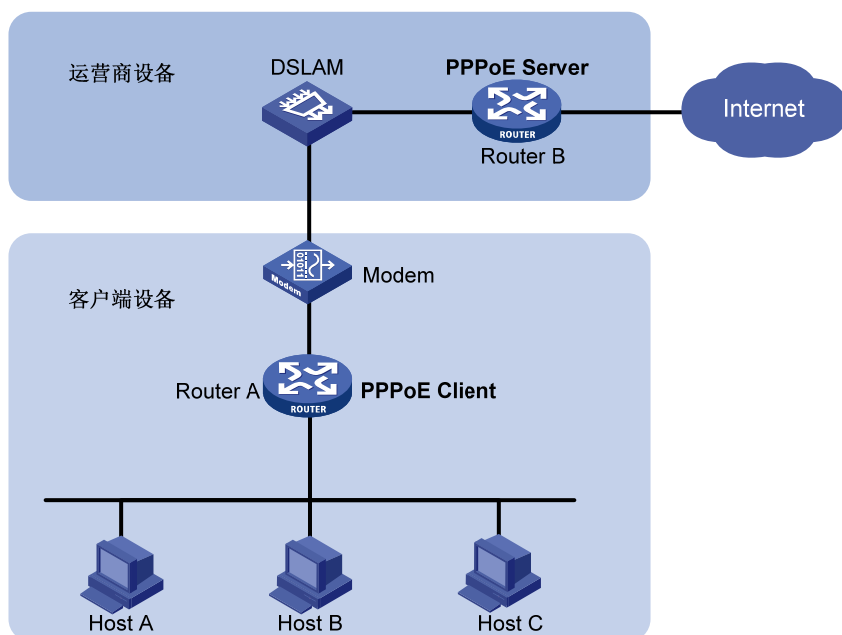 运营商设备
DSLAM
PPPoE Server
ROUTER
Router B
Internet
客户端设备
01011
Modem
Modem
Router A
ROUTER
PPPoE Client
Host A
Host B
Host C